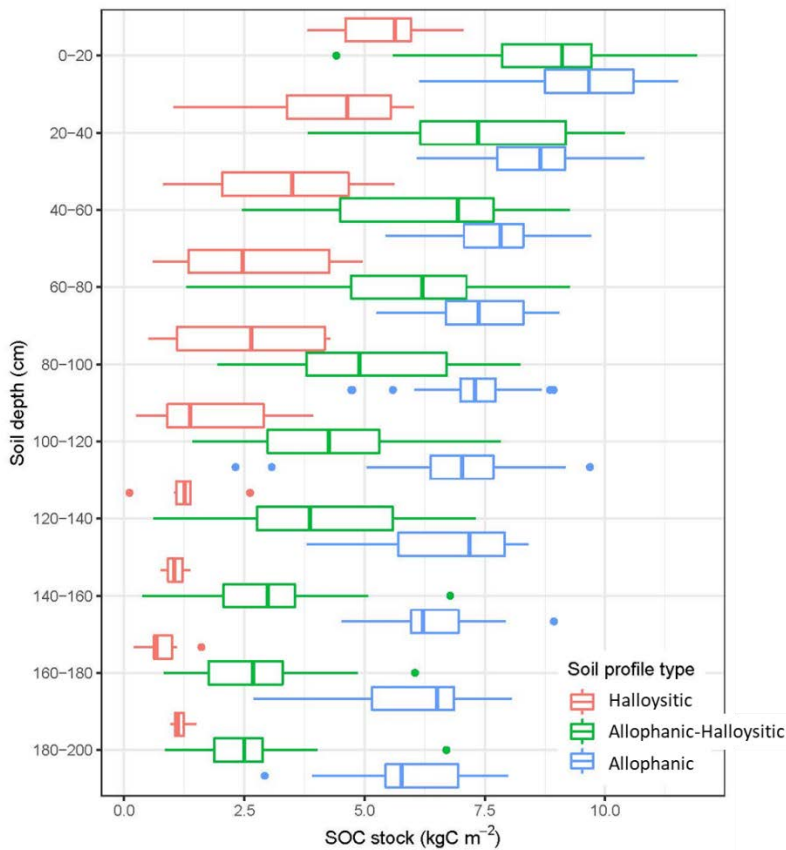 0−20
20−40
40−60
60−80
80−100
100−120
120−140
140−160
160−180
180−200
Soil depth (cm)
Soil profile type
Halloysitic
Allophanic-Halloysitic
Allophanic
0.0 2.5 5.0 7.5 10.0
SOC stock (kgC m⁻²)